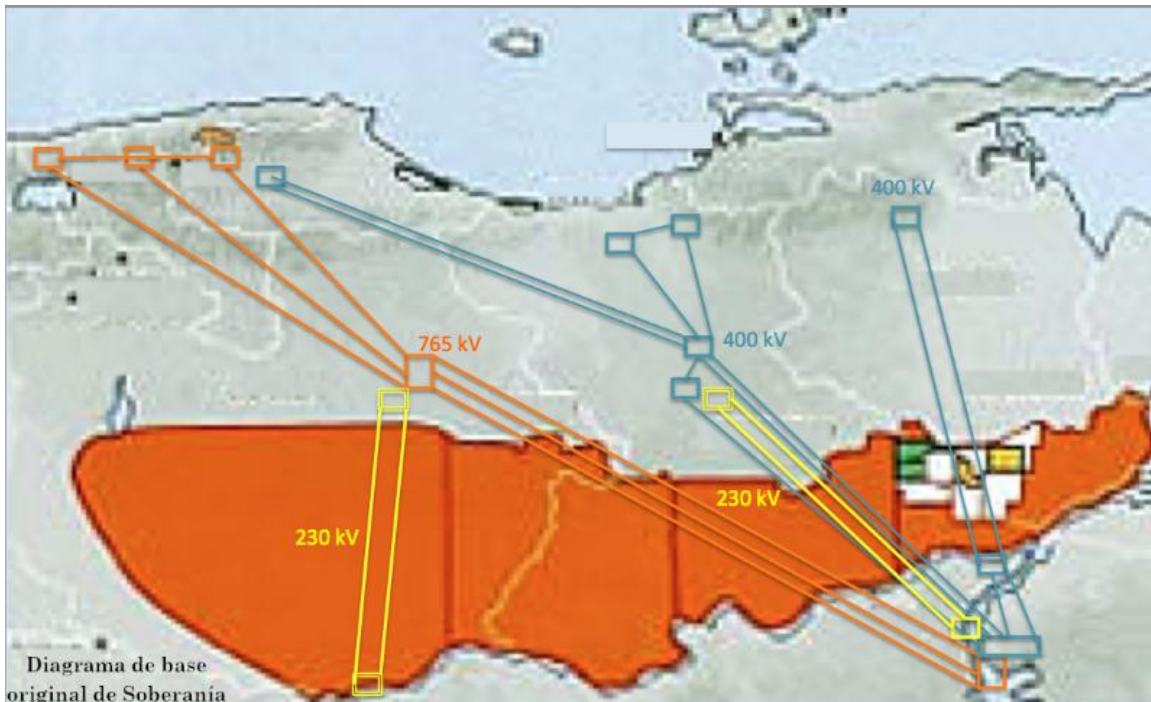 400 kV
765 kV
400 kV
230 kV
230 kV
Diagrama de base
original de Soberanía